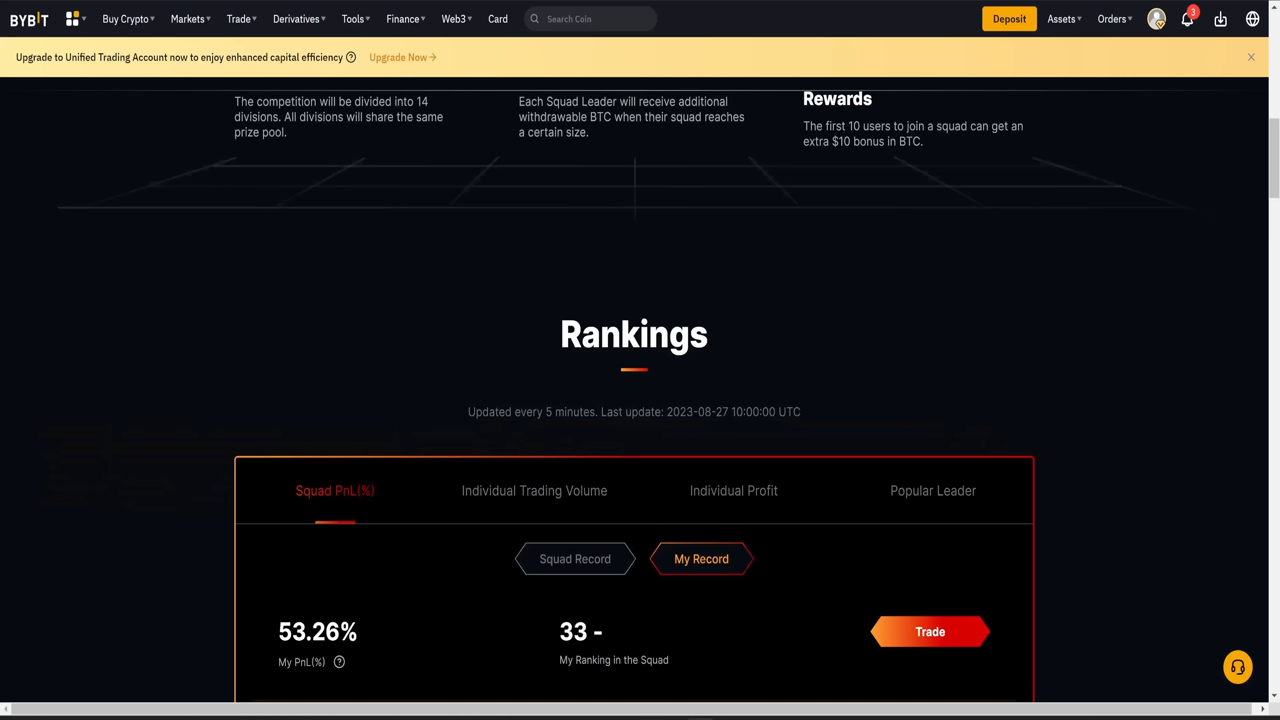 BYBIT Buy Crypto Markets Trade Derivatives Tools Finance Web3 Card Search Coin Deposit Assets Orders 3
Upgrade to Unified Trading Account now to enjoy enhanced capital efficiency ? Upgrade Now →
The competition will be divided into 14
divisions. All divisions will share the same
prize pool.
Each Squad Leader will receive additional
withdrawable BTC when their squad reaches
a certain size.
Rewards
The first 10 users to join a squad can get an
extra $10 bonus in BTC.
Rankings
Updated every 5 minutes. Last update: 2023-08-27 10:00:00 UTC
Squad PnL(%) Individual Trading Volume Individual Profit Popular Leader
Squad Record My Record
53.26% 33 - Trade
My PnL(%) ? My Ranking in the Squad